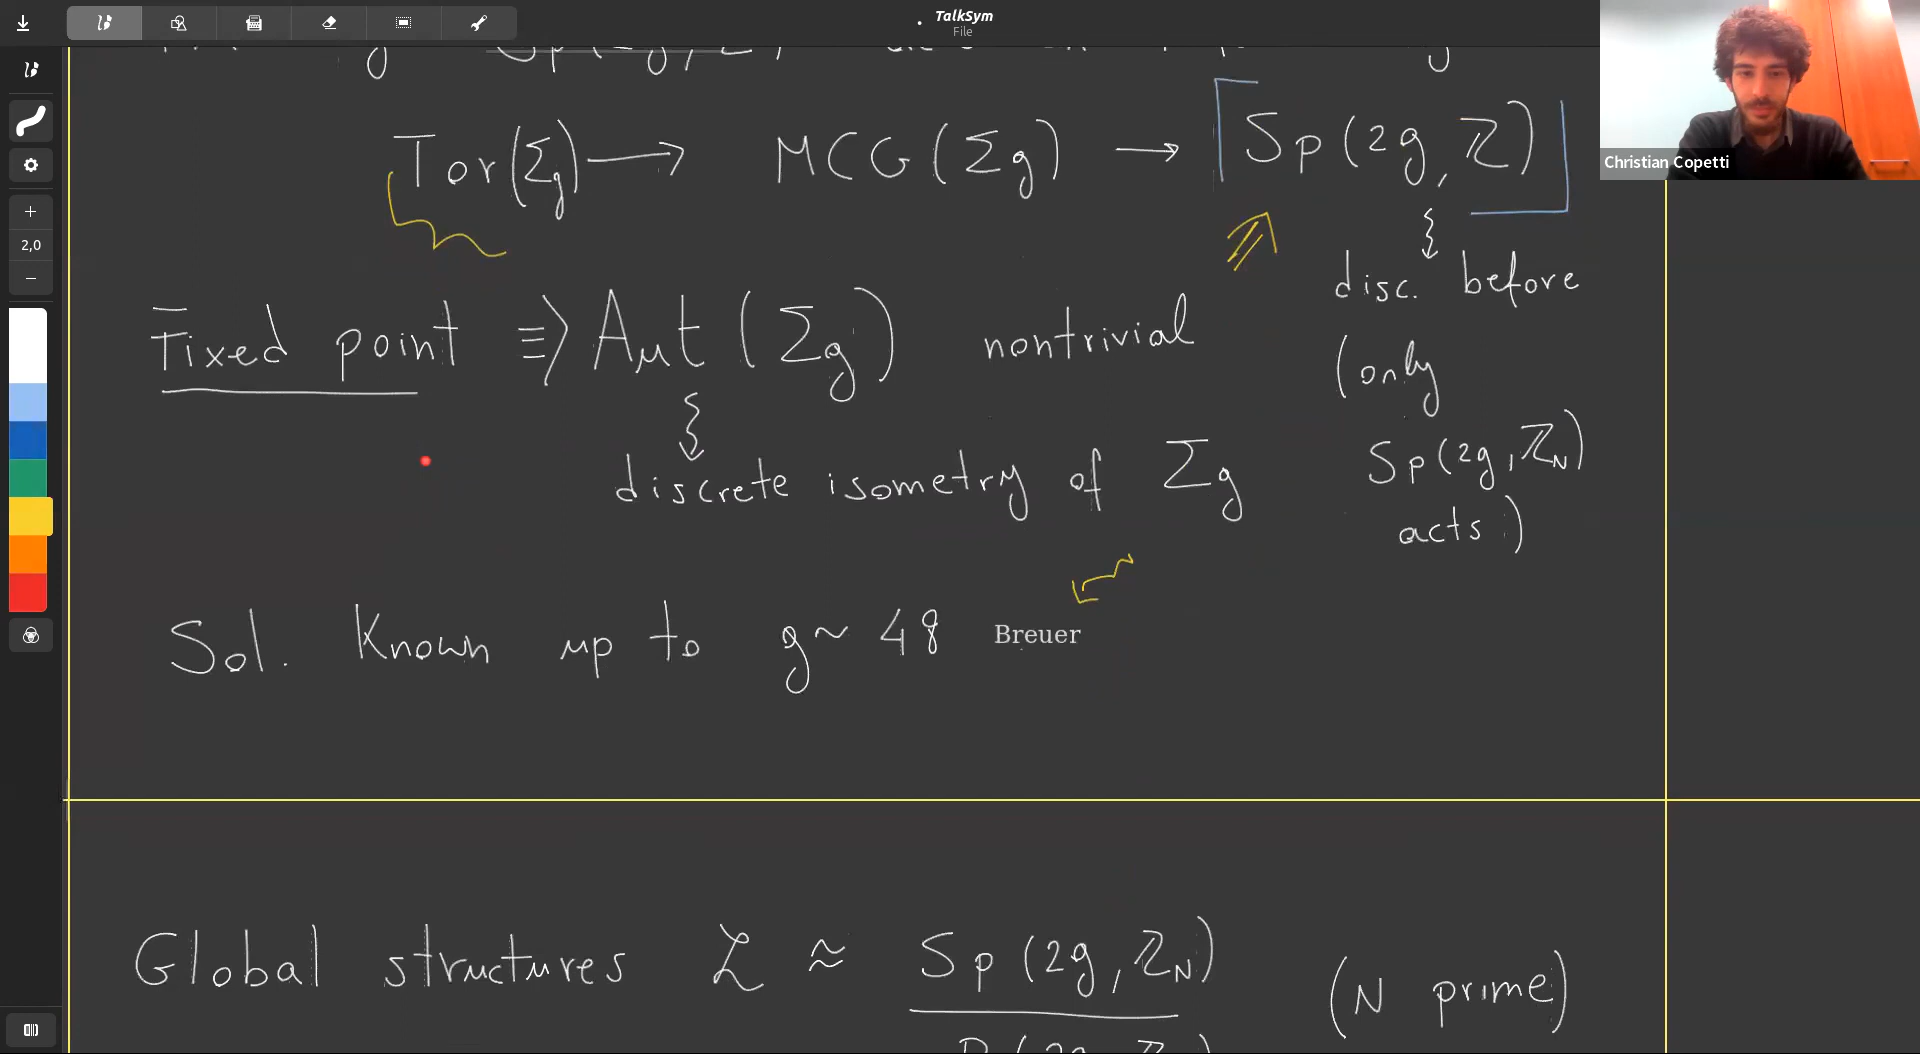 TalkSym
File
Christian Copetti
2,0
Tor(Σg) → MCG(Σg) → Sp(2g, ℤ)
disc. before
(only
Sp(2g, ℤN)
acts)
Fixed point ⇒ Aut(Σg) nontrivial
discrete isometry of Σg
Sol. Known up to g ~ 48 Breuer
Global structures ℒ ≈ Sp(2g, ℤN) (N prime)